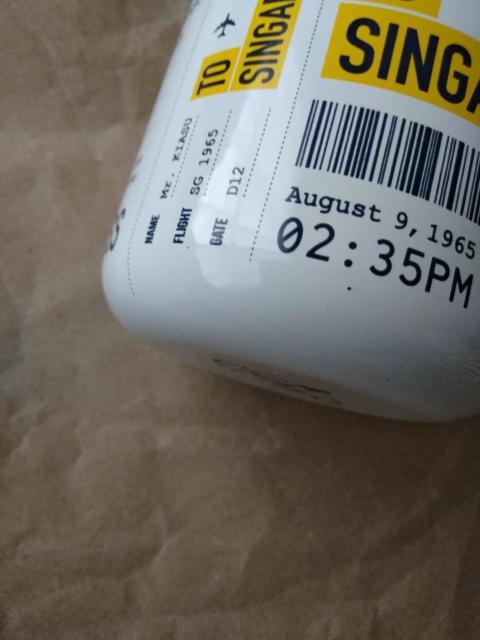 TO
SINGA
NAME MR. KIASU
FLIGHT SG 1965
GATE D12
SINGA
August 9, 1965
02:35PM